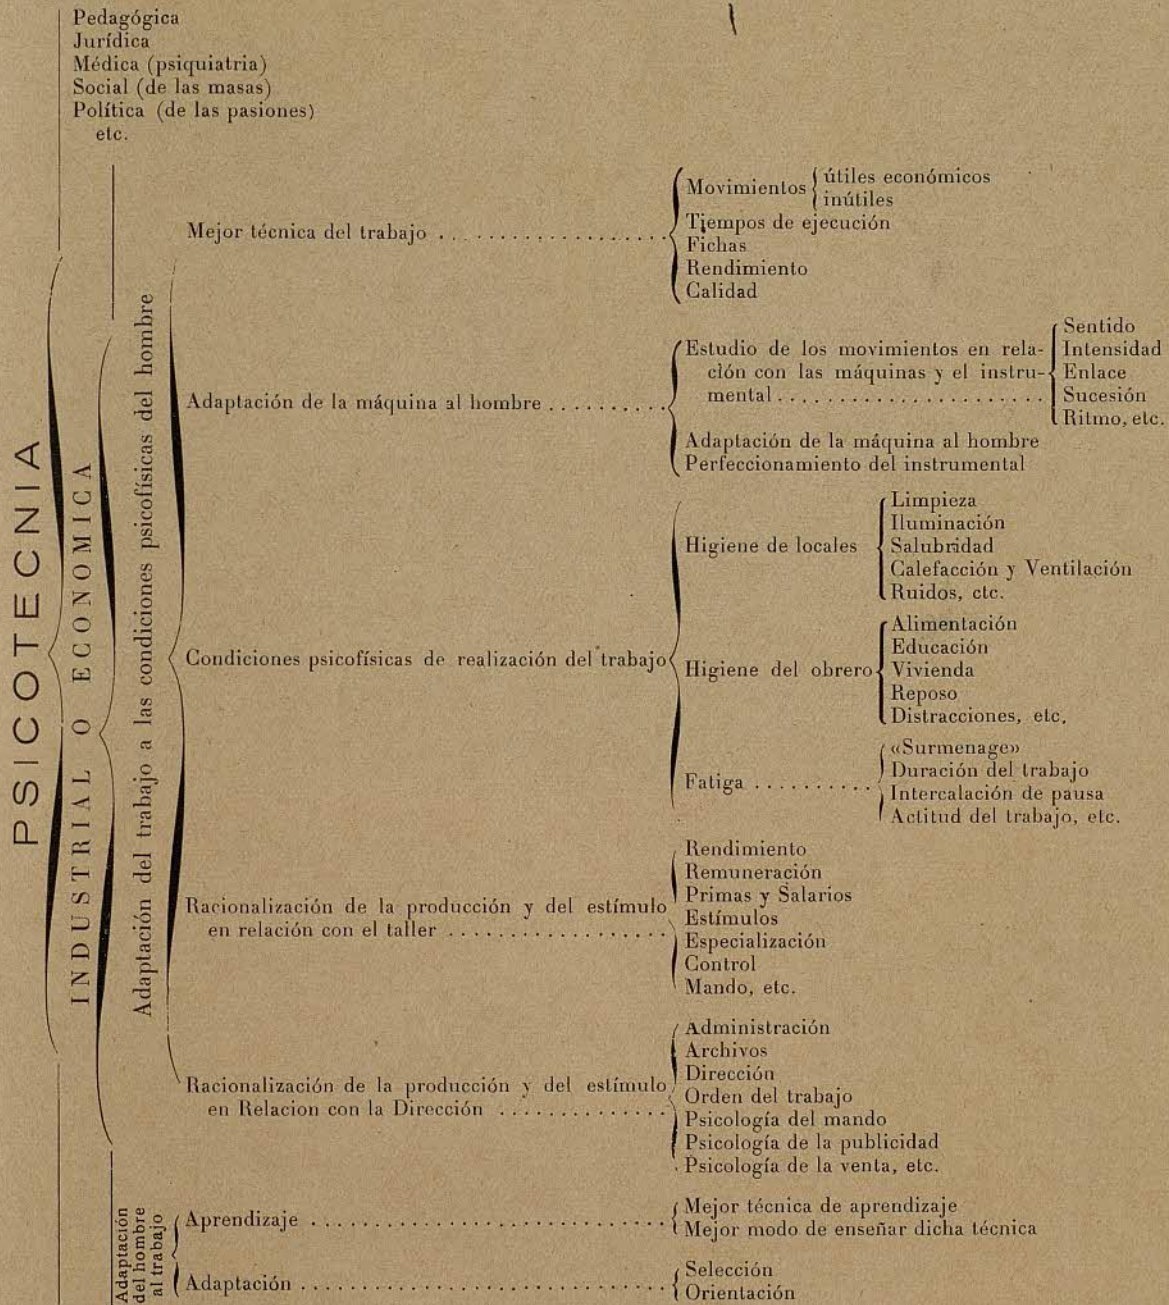 PSICOTECNIA
Pedagógica
Jurídica
Médica (psiquiatria)
Social (de las masas)
Política (de las pasiones)
etc.
INDUSTRIAL O ECONOMICA
Adaptación del trabajo a las condiciones psicofísicas del hombre
Mejor técnica del trabajo
Movimientos
útiles económicos
inútiles
Tiempos de ejecución
Fichas
Rendimiento
Calidad
Adaptación de la máquina al hombre
Estudio de los movimientos en rela-
ción con las máquinas y el instru-
mental
Sentido
Intensidad
Enlace
Sucesión
Ritmo, etc.
Adaptación de la máquina al hombre
Perfeccionamiento del instrumental
Condiciones psicofísicas de realización del trabajo
Higiene de locales
Limpieza
Iluminación
Salubridad
Calefacción y Ventilación
Ruidos, etc.
Higiene del obrero
Alimentación
Educación
Vivienda
Reposo
Distracciones, etc.
Fatiga
«Surmenage»
Duración del trabajo
Intercalación de pausa
Actitud del trabajo, etc.
Racionalización de la producción y del estímulo
en relación con el taller
Rendimiento
Remuneración
Primas y Salarios
Estímulos
Especialización
Control
Mando, etc.
Racionalización de la producción y del estímulo
en Relacion con la Dirección
Administración
Archivos
Dirección
Orden del trabajo
Psicología del mando
Psicología de la publicidad
Psicología de la venta, etc.
Adaptación
del hombre
al trabajo
Aprendizaje
Mejor técnica de aprendizaje
Mejor modo de enseñar dicha técnica
Adaptación
Selección
Orientación